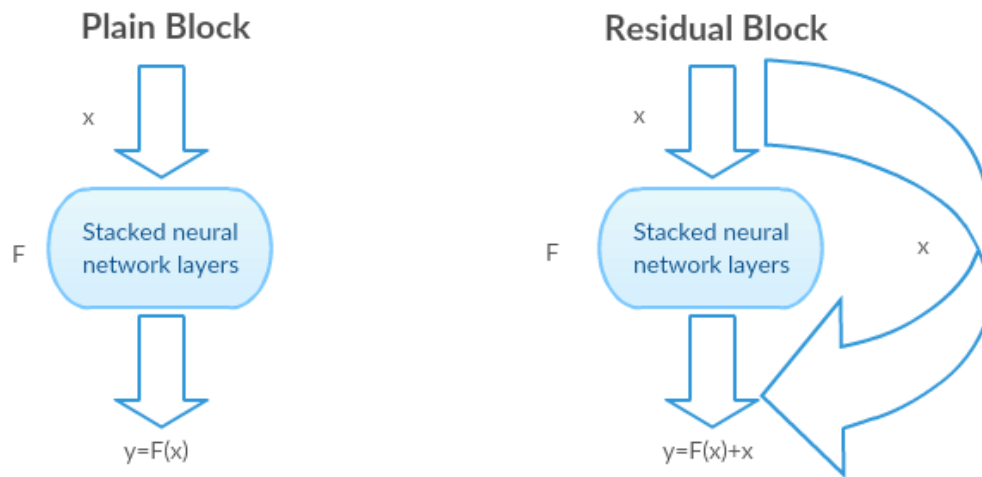 Plain Block
x
F
Stacked neural
network layers
y=F(x)
Residual Block
x
F
Stacked neural
network layers
x
y=F(x)+x